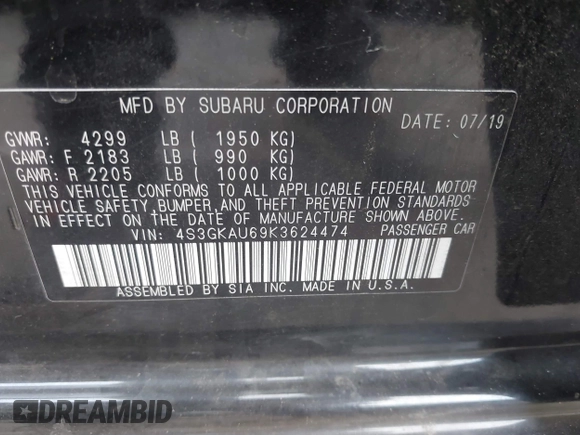 MFD BY SUBARU CORPORATION
DATE: 07/19
GVWR: 4299 LB ( 1950 KG)
GAWR: F 2183 LB ( 990 KG)
GAWR: R 2205 LB ( 1000 KG)
THIS VEHICLE CONFORMS TO ALL APPLICABLE FEDERAL MOTOR
VEHICLE SAFETY, BUMPER, AND THEFT PREVENTION STANDARDS
IN EFFECT ON THE DATE OF MANUFACTURE SHOWN ABOVE.
VIN: 4S3GKAU69K3624474 PASSENGER CAR
ASSEMBLED BY SIA INC. MADE IN U.S.A.
DREAMBID